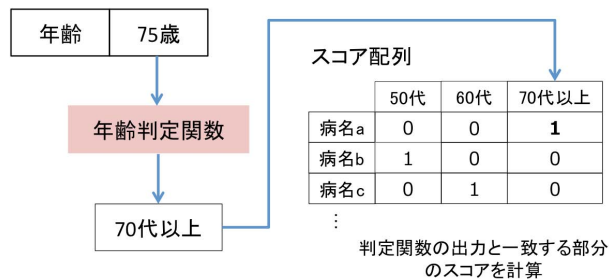 年齢 75歳
年齢判定関数
70代以上
スコア配列
50代 60代 70代以上
病名a 0 0 1
病名b 1 0 0
病名c 0 1 0
⋮
判定関数の出力と一致する部分
のスコアを計算